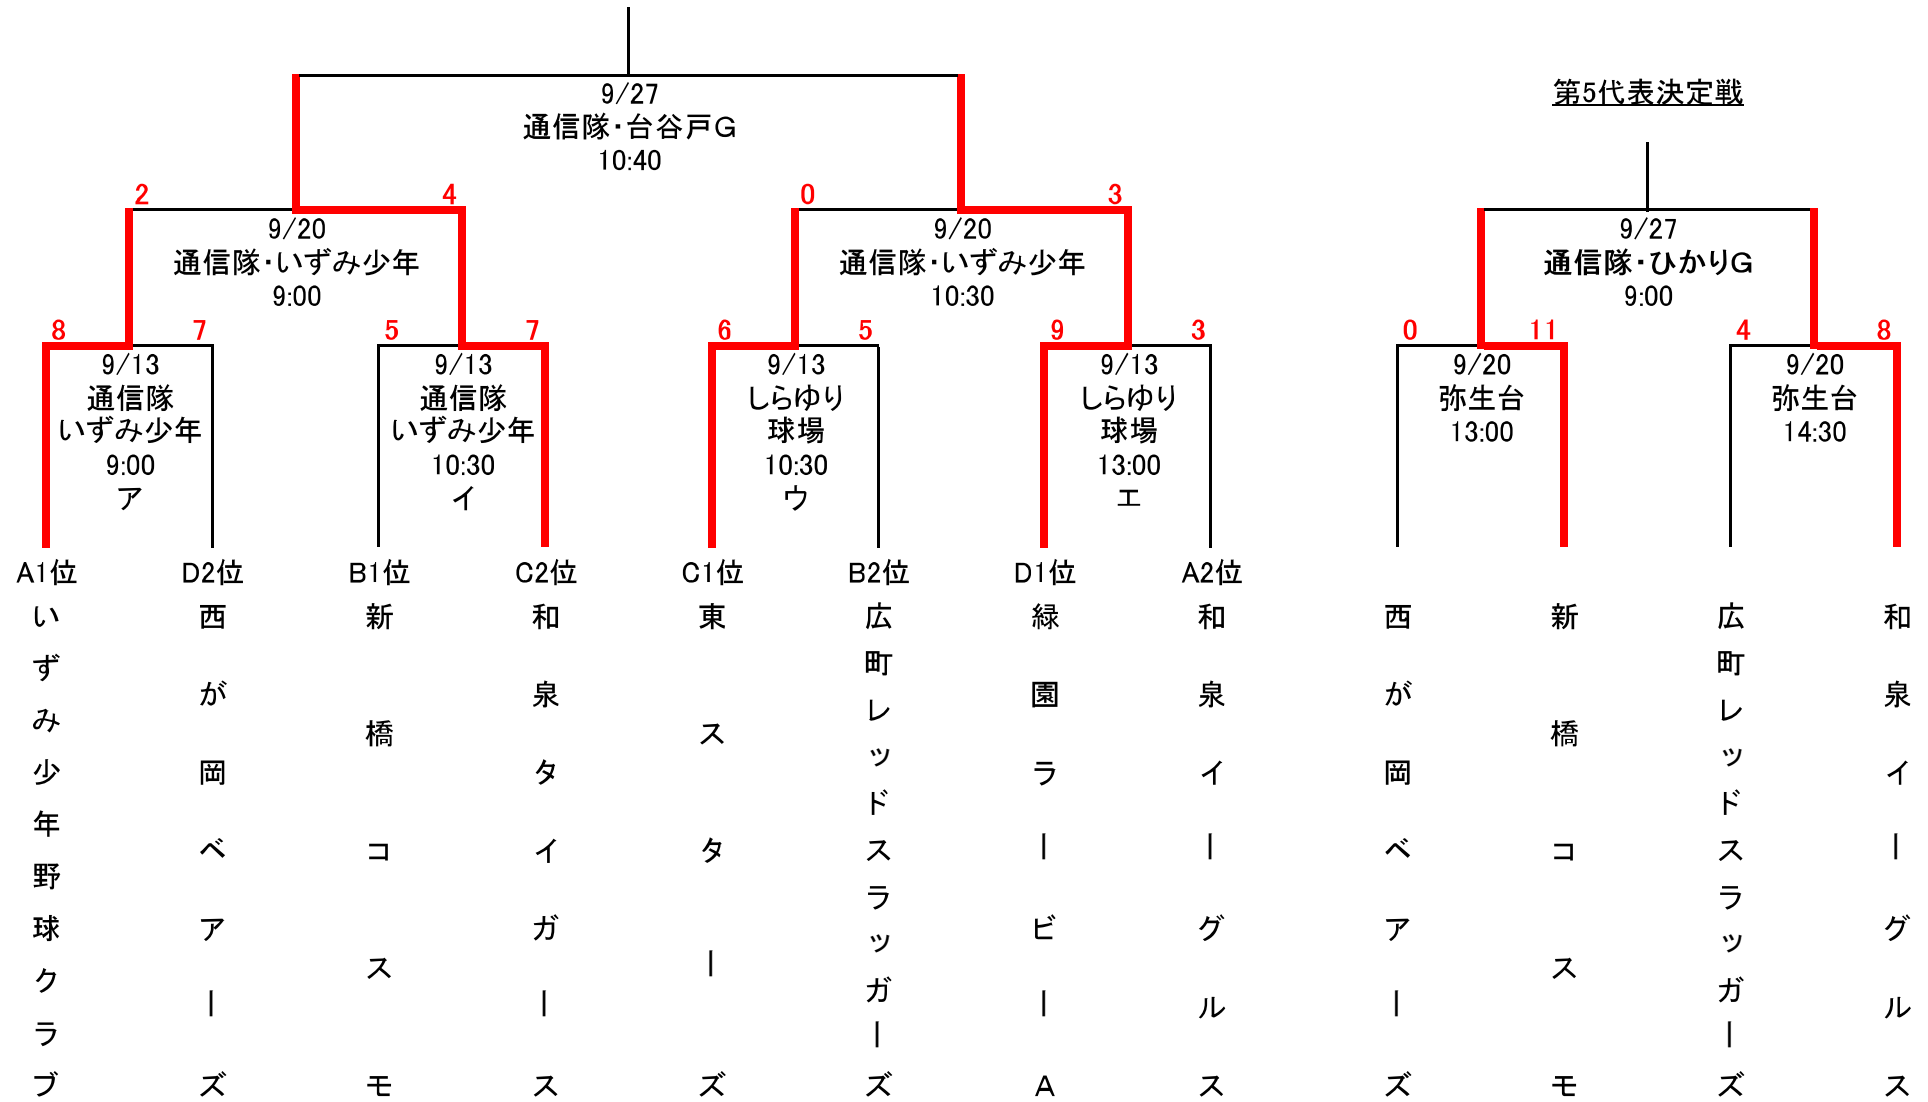 9/27
通信隊・台谷戸G
10:40
第5代表決定戦
2 4 0 3
9/20
通信隊・いずみ少年
9:00
9/20
通信隊・いずみ少年
10:30
9/27
通信隊・ひかりG
9:00
8 7 5 7 6 5 9 3 0 11 4 8
9/13
通信隊
いずみ少年
9:00
ア
9/13
通信隊
いずみ少年
10:30
イ
9/13
しらゆり
球場
10:30
ウ
9/13
しらゆり
球場
13:00
エ
9/20
弥生台
13:00
9/20
弥生台
14:30
A1位
いずみ少年野球クラブ
D2位
西が岡ベアーズ
B1位
新橋コスモ
C2位
和泉タイガース
C1位
東スターズ
B2位
広町レッドスラッガーズ
D1位
緑園ラービーA
A2位
和泉イーグルス
西が岡ベアーズ
新橋コスモ
広町レッドスラッガーズ
和泉イーグルス